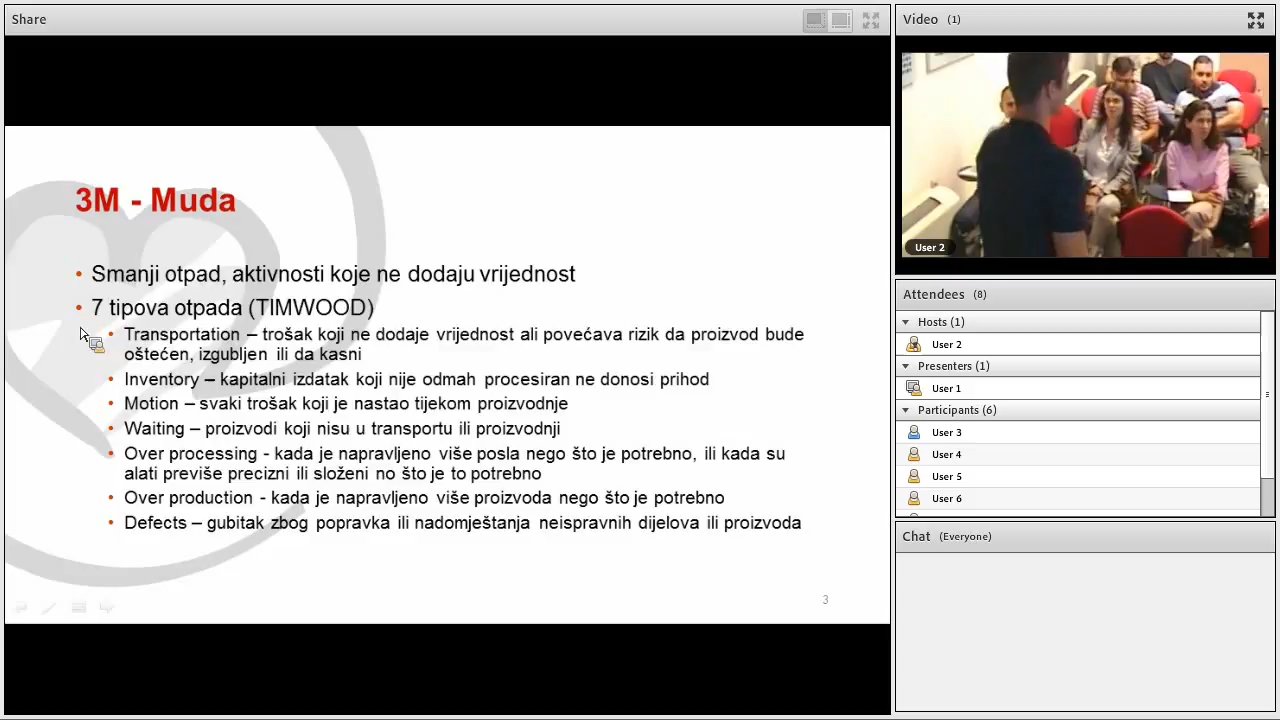 Share
3M - Muda
• Smanji otpad, aktivnosti koje ne dodaju vrijednost
• 7 tipova otpada (TIMWOOD)
• Transportation – trošak koji ne dodaje vrijednost ali povećava rizik da proizvod bude
oštećen, izgubljen ili da kasni
• Inventory – kapitalni izdatak koji nije odmah procesiran ne donosi prihod
• Motion – svaki trošak koji je nastao tijekom proizvodnje
• Waiting – proizvodi koji nisu u transportu ili proizvodnji
• Over processing - kada je napravljeno više posla nego što je potrebno, ili kada su
alati previše precizni ili složeni no što je to potrebno
• Over production - kada je napravljeno više proizvoda nego što je potrebno
• Defects – gubitak zbog popravka ili nadomještanja neispravnih dijelova ili proizvoda
3
Video (1)
User 2
Attendees (8)
Hosts (1)
User 2
Presenters (1)
User 1
Participants (6)
User 3
User 4
User 5
User 6
Chat (Everyone)